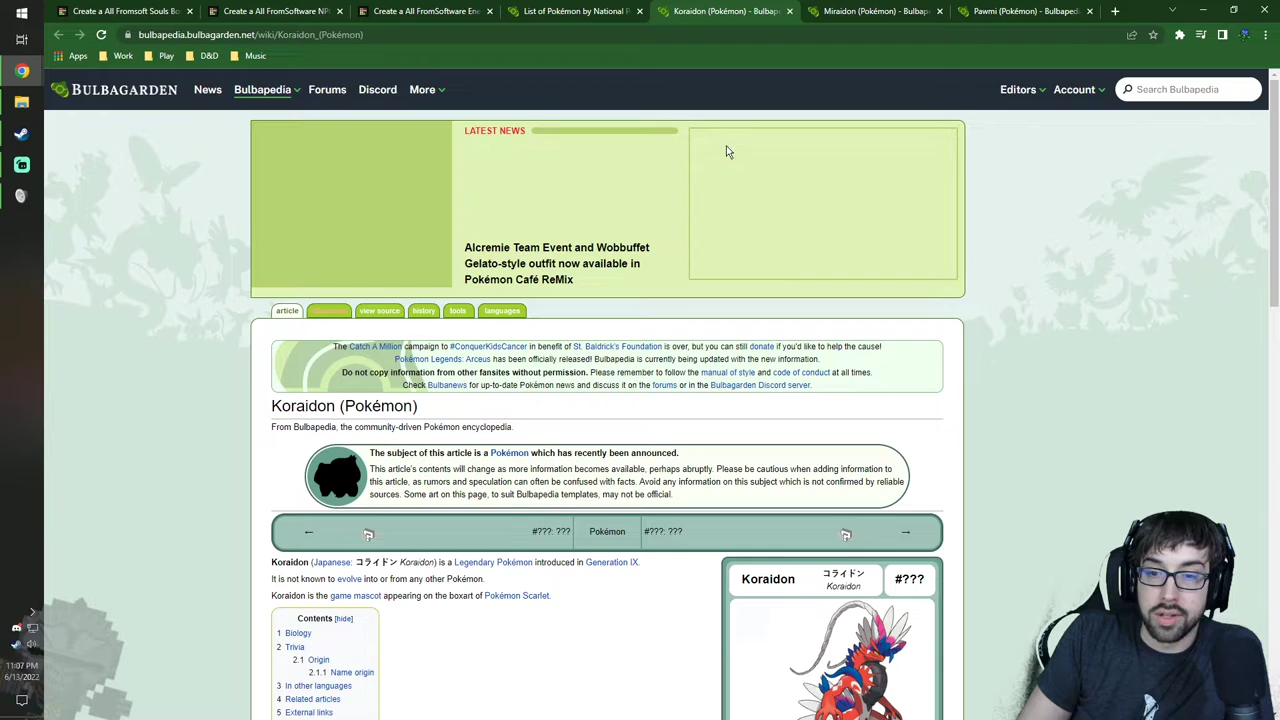 Create a All Fromsoft Souls Bo
Create a All FromSoftware NP
Create a All FromSoftware Ene
List of Pokémon by National P
Koraidon (Pokémon) - Bulbap
Miraidon (Pokémon) - Bulbap
Pawmi (Pokémon) - Bulbaped
bulbapedia.bulbagarden.net/wiki/Koraidon_(Pokémon)
Apps
Work
Play
D&D
Music
BULBAGARDEN
News
Bulbapedia
Forums
Discord
More
Editors
Account
Search Bulbapedia
LATEST NEWS
Alcremie Team Event and Wobbuffet
Gelato-style outfit now available in
Pokémon Café ReMix
article
view source
history
tools
languages
The Catch A Million campaign to #ConquerKidsCancer in benefit of St. Baldrick's Foundation is over, but you can still donate if you'd like to help the cause!
Pokémon Legends: Arceus has been officially released! Bulbapedia is currently being updated with the new information.
Do not copy information from other fansites without permission. Please remember to follow the manual of style and code of conduct at all times.
Check Bulbanews for up-to-date Pokémon news and discuss it on the forums or in the Bulbagarden Discord server.
Koraidon (Pokémon)
From Bulbapedia, the community-driven Pokémon encyclopedia.
The subject of this article is a Pokémon which has recently been announced.
This article's contents will change as more information becomes available, perhaps abruptly. Please be cautious when adding information to
this article, as rumors and speculation can often be confused with facts. Avoid any information on this subject which is not confirmed by reliable
sources. Some art on this page, to suit Bulbapedia templates, may not be official.
← #???: ??? Pokémon #???: ??? →
Koraidon (Japanese: コライドン Koraidon) is a Legendary Pokémon introduced in Generation IX.
It is not known to evolve into or from any other Pokémon.
Koraidon is the game mascot appearing on the boxart of Pokémon Scarlet.
Contents [hide]
1 Biology
2 Trivia
2.1 Origin
2.1.1 Name origin
3 In other languages
4 Related articles
5 External links
Koraidon
コライドン
Koraidon
#???
11:07 PM
6/13/2022